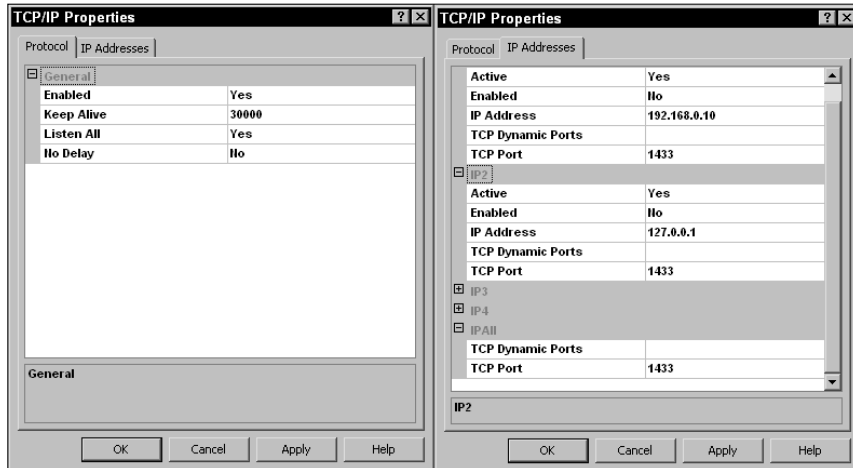 TCP/IP Properties
Protocol IP Addresses
General
Enabled Yes
Keep Alive 30000
Listen All Yes
No Delay No
General
OK Cancel Apply Help
TCP/IP Properties
Protocol IP Addresses
Active Yes
Enabled No
IP Address 192.168.0.10
TCP Dynamic Ports
TCP Port 1433
IP2
Active Yes
Enabled No
IP Address 127.0.0.1
TCP Dynamic Ports
TCP Port 1433
IP3
IP4
IPAll
TCP Dynamic Ports
TCP Port 1433
IP2
OK Cancel Apply Help